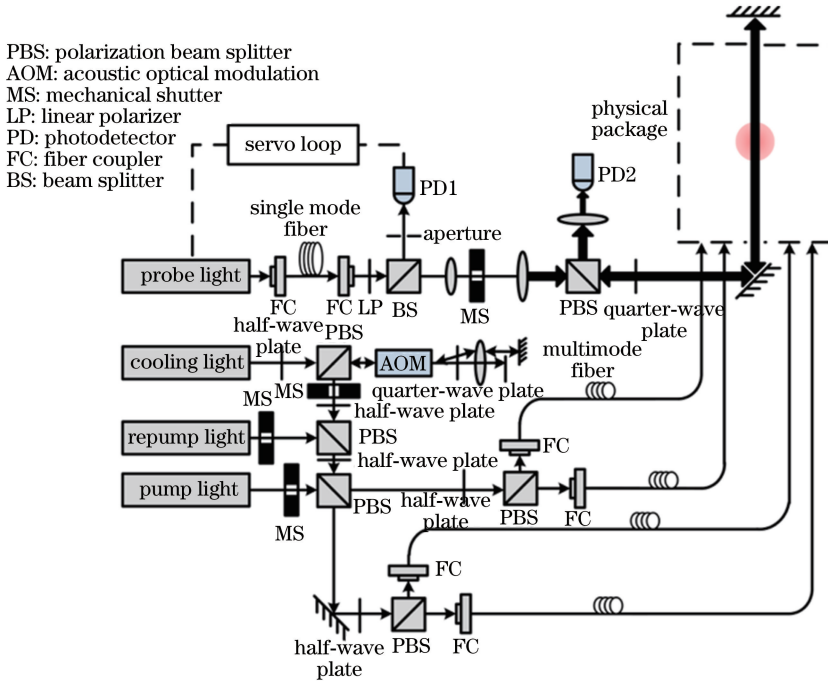 PBS: polarization beam splitter
AOM: acoustic optical modulation
MS: mechanical shutter
LP: linear polarizer
PD: photodetector
FC: fiber coupler
BS: beam splitter
servo loop
physical
package
PD1
PD2
single mode
fiber
aperture
probe light
FC
FC
LP
BS
MS
PBS
quarter-wave
plate
half-wave
plate
PBS
cooling light
AOM
multimode
fiber
MS
MS
quarter-wave plate
half-wave plate
repump light
PBS
half-wave plate
FC
pump light
MS
PBS
half-wave
plate
PBS
FC
FC
half-wave
plate
PBS
FC